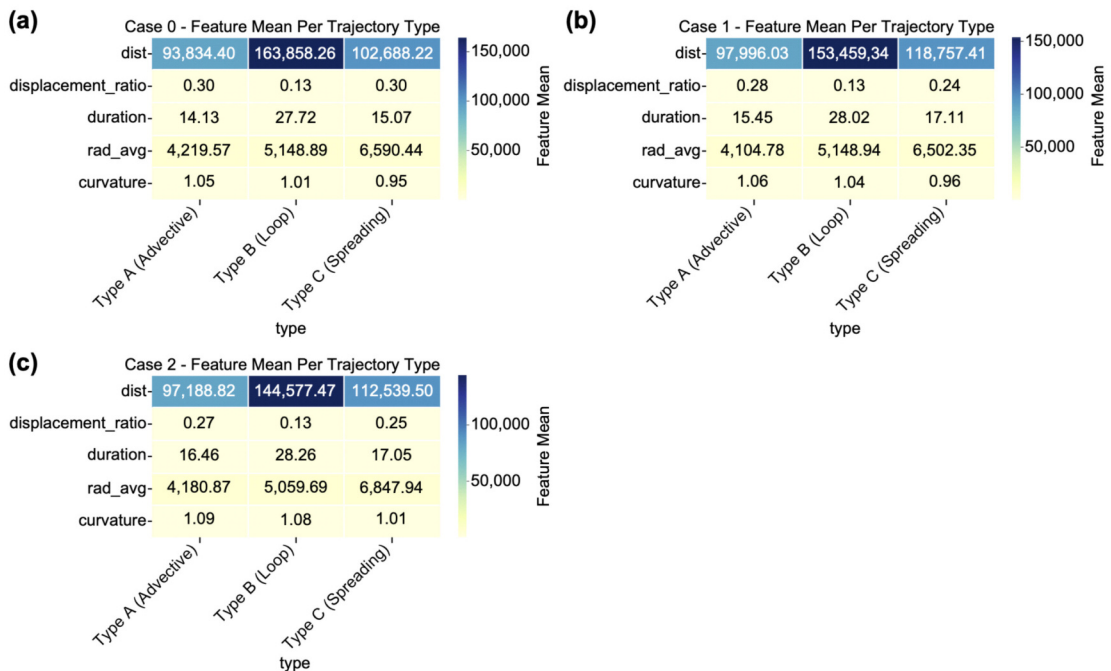 (a)
Case 0 - Feature Mean Per Trajectory Type
dist 93,834.40 163,858.26 102,688.22
displacement_ratio 0.30 0.13 0.30
duration 14.13 27.72 15.07
rad_avg 4,219.57 5,148.89 6,590.44
curvature 1.05 1.01 0.95
Type A (Advective) Type B (Loop) Type C (Spreading)
type
150,000
100,000
50,000
Feature Mean
(b)
Case 1 - Feature Mean Per Trajectory Type
dist 97,996.03 153,459,34 118,757.41
displacement_ratio 0.28 0.13 0.24
duration 15.45 28.02 17.11
rad_avg 4,104.78 5,148.94 6,502.35
curvature 1.06 1.04 0.96
Type A (Advective) Type B (Loop) Type C (Spreading)
type
150,000
100,000
50,000
Feature Mean
(c)
Case 2 - Feature Mean Per Trajectory Type
dist 97,188.82 144,577.47 112,539.50
displacement_ratio 0.27 0.13 0.25
duration 16.46 28.26 17.05
rad_avg 4,180.87 5,059.69 6,847.94
curvature 1.09 1.08 1.01
Type A (Advective) Type B (Loop) Type C (Spreading)
type
100,000
50,000
Feature Mean